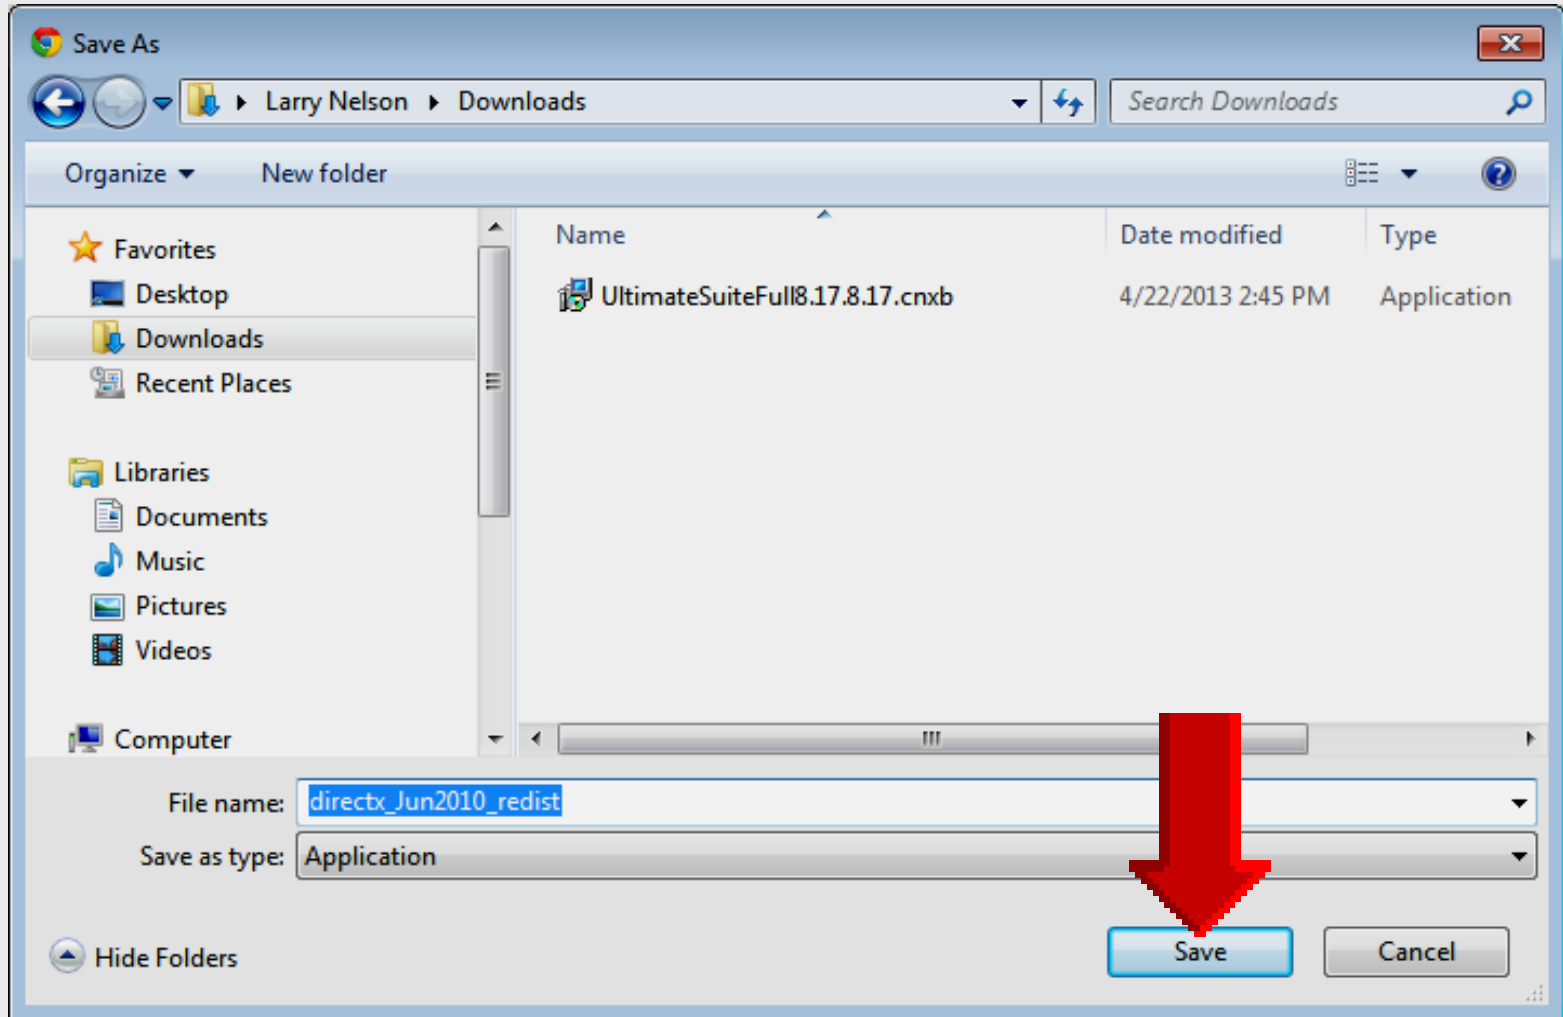 Save As
Larry Nelson Downloads
Search Downloads
Organize
New folder
Favorites
Desktop
Downloads
Recent Places
Libraries
Documents
Music
Pictures
Videos
Computer
Name Date modified Type
UltimateSuiteFull8.17.8.17.cnxb 4/22/2013 2:45 PM Application
File name: directx_Jun2010_redist
Save as type: Application
Hide Folders
Save
Cancel